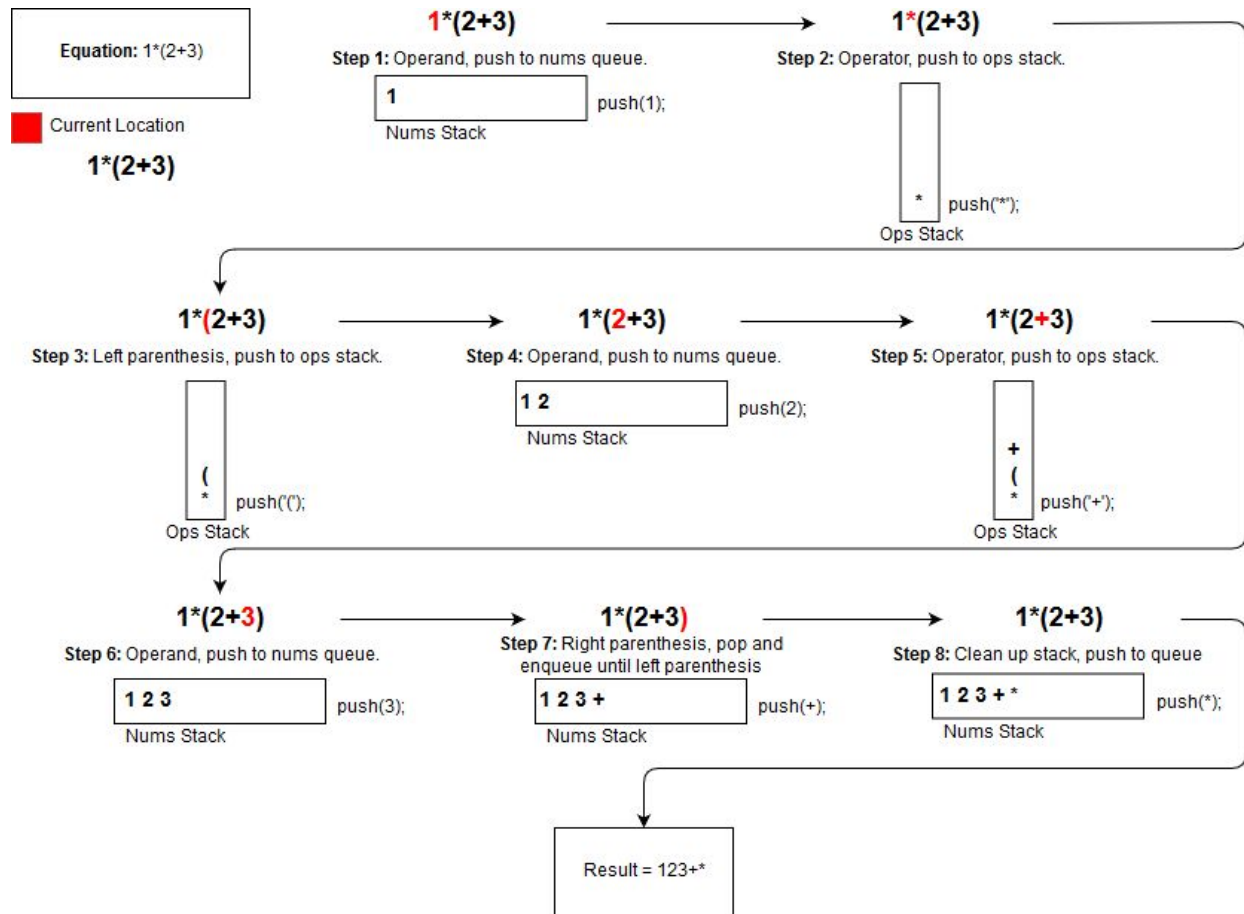 Equation: 1*(2+3)
Current Location
1*(2+3)
1*(2+3)
Step 1: Operand, push to nums queue.
1
push(1);
Nums Stack
1*(2+3)
Step 2: Operator, push to ops stack.
*
push('*');
Ops Stack
1*(2+3)
Step 3: Left parenthesis, push to ops stack.
(
*
push('(');
Ops Stack
1*(2+3)
Step 4: Operand, push to nums queue.
1 2
push(2);
Nums Stack
1*(2+3)
Step 5: Operator, push to ops stack.
+
(
*
push('+');
Ops Stack
1*(2+3)
Step 6: Operand, push to nums queue.
1 2 3
push(3);
Nums Stack
1*(2+3)
Step 7: Right parenthesis, pop and
enqueue until left parenthesis
1 2 3 +
push(+);
Nums Stack
1*(2+3)
Step 8: Clean up stack, push to queue
1 2 3 + *
push(*);
Nums Stack
Result = 123+*